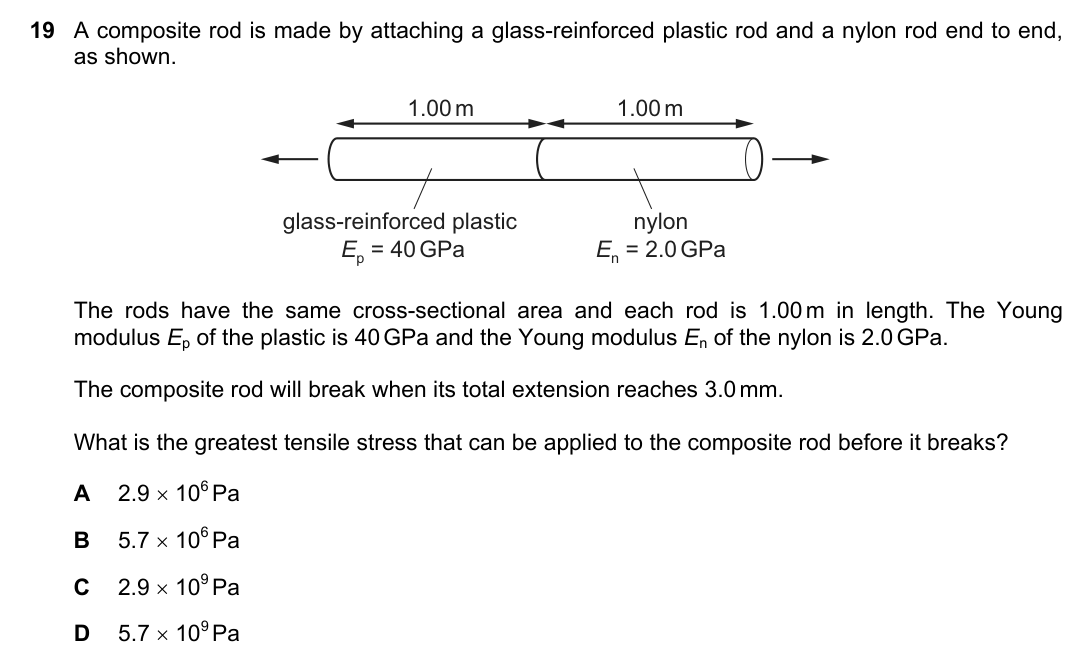 19 A composite rod is made by attaching a glass-reinforced plastic rod and a nylon rod end to end,
as shown.
1.00 m 1.00 m
glass-reinforced plastic nylon
Eₚ = 40 GPa Eₙ = 2.0 GPa
The rods have the same cross-sectional area and each rod is 1.00 m in length. The Young
modulus Eₚ of the plastic is 40 GPa and the Young modulus Eₙ of the nylon is 2.0 GPa.
The composite rod will break when its total extension reaches 3.0 mm.
What is the greatest tensile stress that can be applied to the composite rod before it breaks?
A 2.9 × 10⁶ Pa
B 5.7 × 10⁶ Pa
C 2.9 × 10⁹ Pa
D 5.7 × 10⁹ Pa